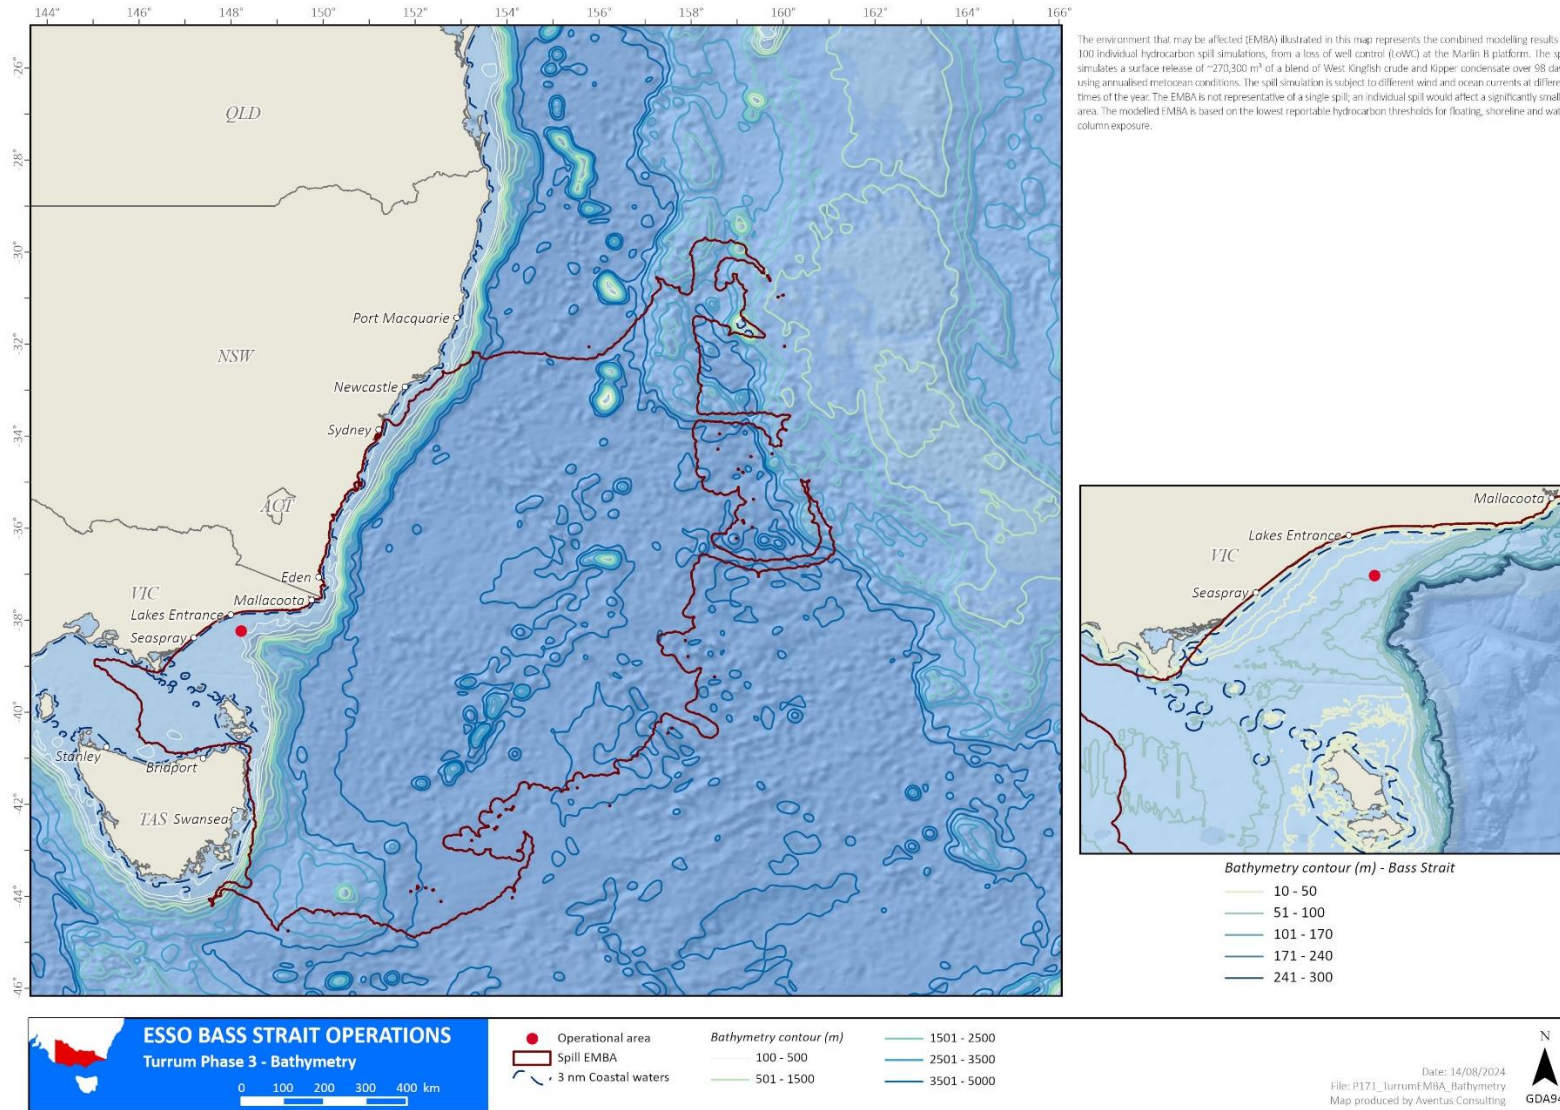 144° 146° 148° 150° 152° 154° 156° 158° 160° 162° 164° 166°
The environment that may be affected (EMBA) illustrated in this map represents the combined modelling results
100 individual hydrocarbon spill simulations, from a loss of well control (LoWC) at the Marlin B platform. The sp
simulates a surface release of ~270,300 m³ of a blend of West Kingfish crude and Kipper condensate over 98 da
using annualised metocean conditions. The spill simulation is subject to different wind and ocean currents at differe
times of the year. The EMBA is not representative of a single spill; an individual spill would affect a significantly small
area. The modelled EMBA is based on the lowest reportable hydrocarbon thresholds for floating, shoreline and wat
column exposure.
-26°
QLD
-28°
-30°
Port Macquarie
-32°
NSW
Newcastle
Sydney
-34°
ACT
-36°
Eden
VIC
Mallacoota
Lakes Entrance
-38°
Seaspray
-40°
Stanley
Bridport
-42°
TAS
Swansea
-44°
-46°
Mallacoota
Lakes Entrance
VIC
Seaspray
Bathymetry contour (m) - Bass Strait
10 - 50
51 - 100
101 - 170
171 - 240
241 - 300
ESSO BASS STRAIT OPERATIONS
Turrum Phase 3 - Bathymetry
0 100 200 300 400 km
Operational area
Spill EMBA
3 nm Coastal waters
Bathymetry contour (m)
100 - 500
501 - 1500
1501 - 2500
2501 - 3500
3501 - 5000
Date: 14/08/2024
File: P171_TurrumEMBA_Bathymetry
Map produced by Aventus Consulting
N
GDA94